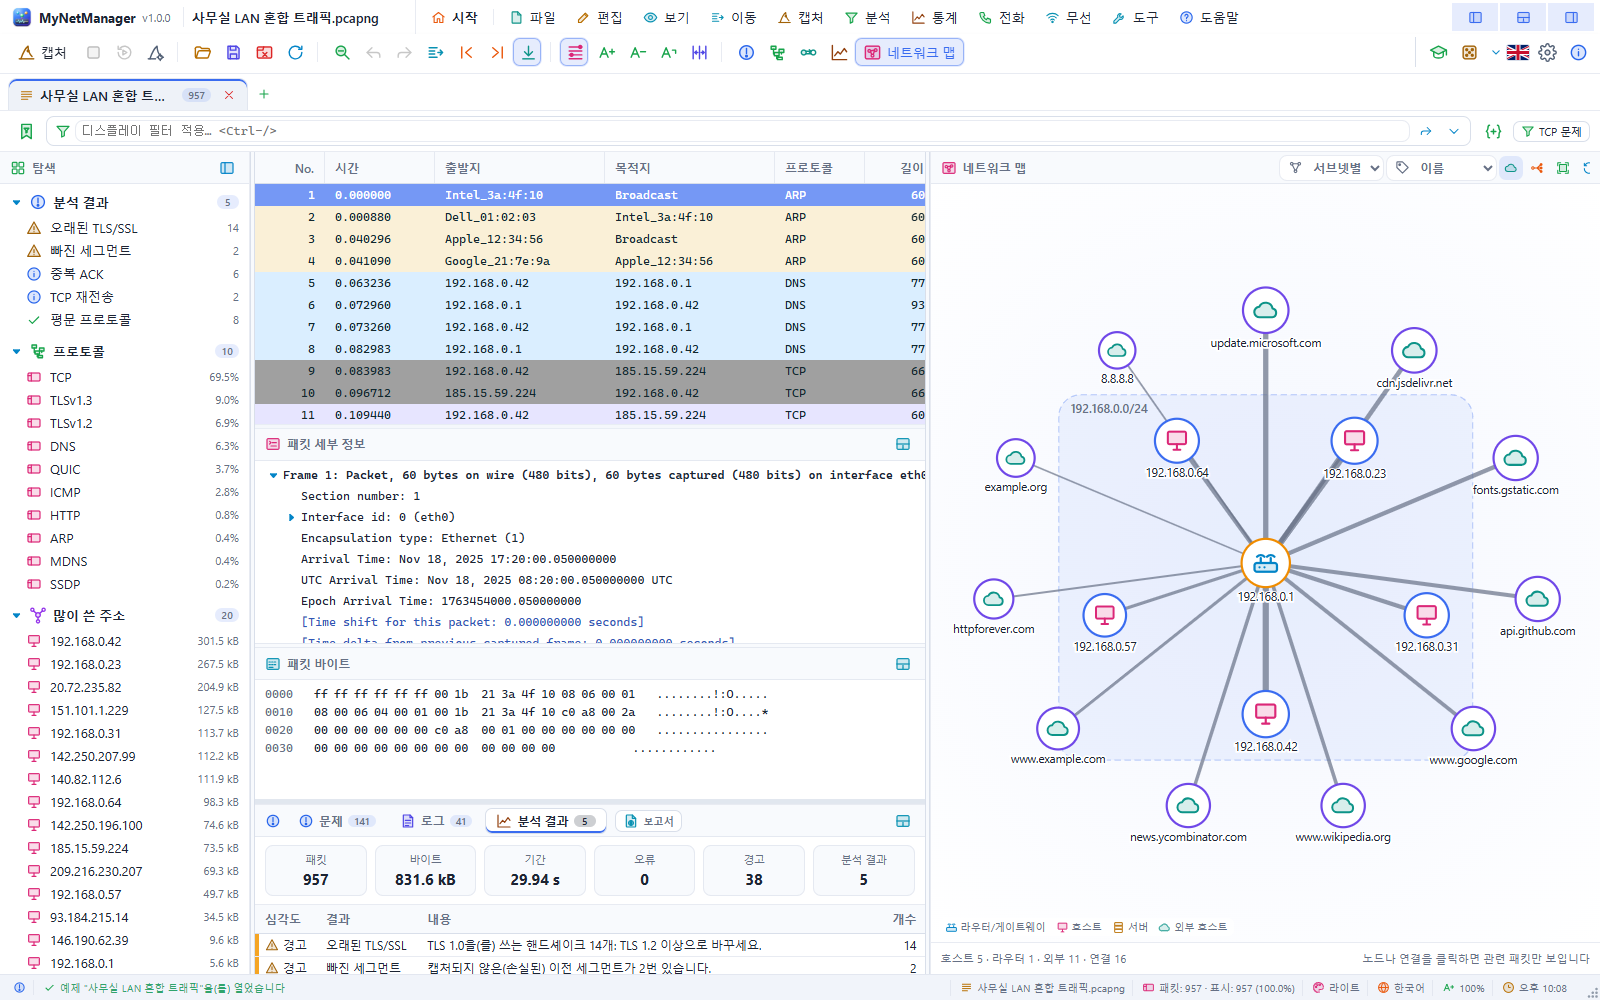 MyNetManager v1.0.0 사무실 LAN 혼합 트래픽.pcapng 시작 파일 편집 보기 이동 캡처 분석 통계 전화 무선 도구 도움말
캡처 네트워크 맵
사무실 LAN 혼합 트... 957
디스플레이 필터 적용... <Ctrl-/> TCP 문제
탐색
분석 결과 5
오래된 TLS/SSL 14
빠진 세그먼트 2
중복 ACK 6
TCP 재전송 2
평문 프로토콜 8
프로토콜 10
TCP 69.5%
TLSv1.3 9.0%
TLSv1.2 6.9%
DNS 6.3%
QUIC 3.7%
ICMP 2.8%
HTTP 0.8%
ARP 0.4%
MDNS 0.4%
SSDP 0.2%
많이 쓴 주소 20
192.168.0.42 301.5 kB
192.168.0.23 267.5 kB
20.72.235.82 204.9 kB
151.101.1.229 127.5 kB
192.168.0.31 113.7 kB
142.250.207.99 112.2 kB
140.82.112.6 111.9 kB
192.168.0.64 98.3 kB
142.250.196.100 74.6 kB
185.15.59.224 73.5 kB
209.216.230.207 69.3 kB
192.168.0.57 49.7 kB
93.184.215.14 34.5 kB
146.190.62.39 9.6 kB
192.168.0.1 5.6 kB
No. 시간 출발지 목적지 프로토콜 길이
1 0.000000 Intel_3a:4f:10 Broadcast ARP 60
2 0.000880 Dell_01:02:03 Intel_3a:4f:10 ARP 60
3 0.040296 Apple_12:34:56 Broadcast ARP 60
4 0.041090 Google_21:7e:9a Apple_12:34:56 ARP 60
5 0.063236 192.168.0.42 192.168.0.1 DNS 77
6 0.072960 192.168.0.1 192.168.0.42 DNS 93
7 0.073260 192.168.0.42 192.168.0.1 DNS 77
8 0.082983 192.168.0.1 192.168.0.42 DNS 77
9 0.083983 192.168.0.42 185.15.59.224 TCP 66
10 0.096712 185.15.59.224 192.168.0.42 TCP 66
11 0.109440 192.168.0.42 185.15.59.224 TCP 60
패킷 세부 정보
Frame 1: Packet, 60 bytes on wire (480 bits), 60 bytes captured (480 bits) on interface eth0
Section number: 1
Interface id: 0 (eth0)
Encapsulation type: Ethernet (1)
Arrival Time: Nov 18, 2025 17:20:00.050000000
UTC Arrival Time: Nov 18, 2025 08:20:00.050000000 UTC
Epoch Arrival Time: 1763454000.050000000
[Time shift for this packet: 0.000000000 seconds]
[Time delta from previous captured frame: 0.000000000 seconds]
패킷 바이트
0000 ff ff ff ff ff ff 00 1b 21 3a 4f 10 08 06 00 01 ........!:O.....
0010 08 00 06 04 00 01 00 1b 21 3a 4f 10 c0 a8 00 2a ........!:O....*
0020 00 00 00 00 00 00 c0 a8 00 01 00 00 00 00 00 00 ................
0030 00 00 00 00 00 00 00 00 00 00 00 00 ............
문제 141 로그 41 분석 결과 5 보고서
패킷 바이트 기간 오류 경고 분석 결과
957 831.6 kB 29.94 s 0 38 5
심각도 결과 내용 개수
경고 오래된 TLS/SSL TLS 1.0을(를) 쓰는 핸드셰이크 14개: TLS 1.2 이상으로 바꾸세요. 14
경고 빠진 세그먼트 캡처되지 않은(손실된) 이전 세그먼트가 2번 있습니다. 2
네트워크 맵 서브넷별 이름
update.microsoft.com
8.8.8.8
cdn.jsdelivr.net
192.168.0.0/24
192.168.0.64
192.168.0.23
example.org
fonts.gstatic.com
192.168.0.1
httpforever.com
192.168.0.57
192.168.0.31
api.github.com
www.example.com
192.168.0.42
www.google.com
news.ycombinator.com
www.wikipedia.org
라우터/게이트웨이 호스트 서버 외부 호스트
호스트 5 · 라우터 1 · 외부 11 · 연결 16 노드나 연결을 클릭하면 관련 패킷만 보입니다
예제 "사무실 LAN 혼합 트래픽"을(를) 열었습니다 사무실 LAN 혼합 트래픽.pcapng 패킷: 957 · 표시: 957 (100.0%) 라이트 한국어 100% 오후 10:08